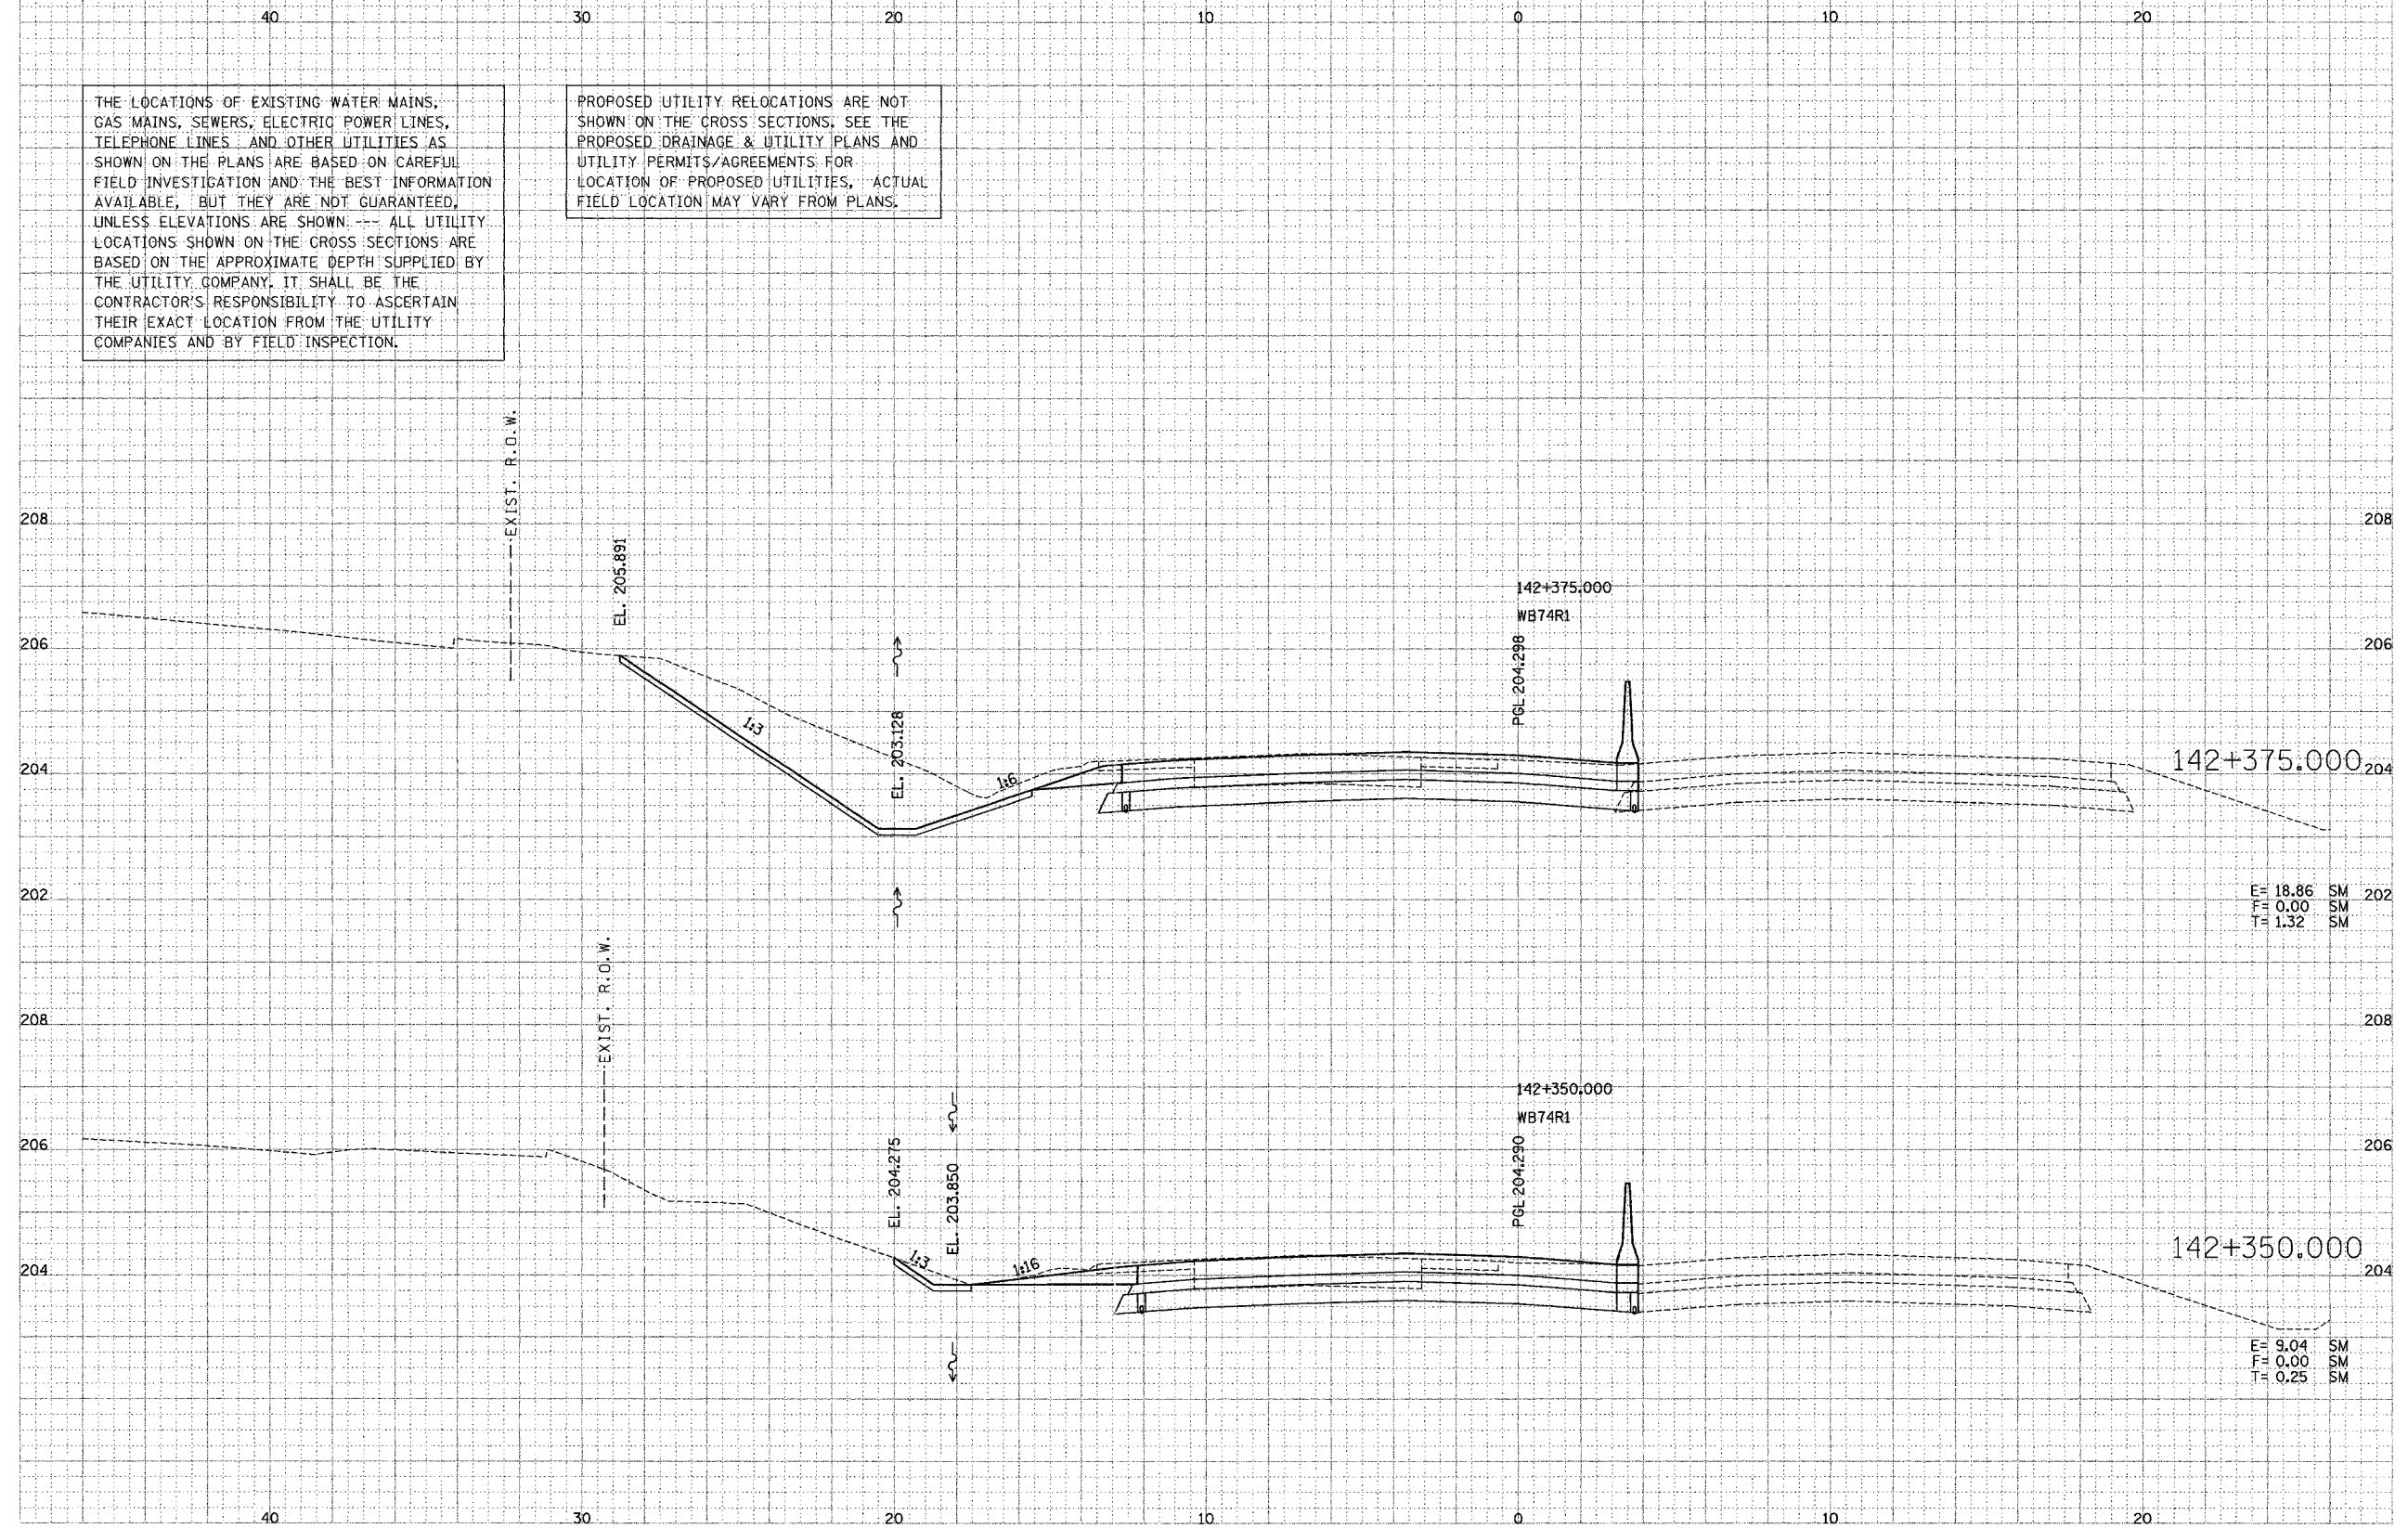 40 30 20 10 0 10 20
THE LOCATIONS OF EXISTING WATER MAINS,
GAS MAINS, SEWERS, ELECTRIC POWER LINES,
TELEPHONE LINES AND OTHER UTILITIES AS
SHOWN ON THE PLANS ARE BASED ON CAREFUL
FIELD INVESTIGATION AND THE BEST INFORMATION
AVAILABLE, BUT THEY ARE NOT GUARANTEED,
UNLESS ELEVATIONS ARE SHOWN --- ALL UTILITY
LOCATIONS SHOWN ON THE CROSS SECTIONS ARE
BASED ON THE APPROXIMATE DEPTH SUPPLIED BY
THE UTILITY COMPANY. IT SHALL BE THE
CONTRACTOR'S RESPONSIBILITY TO ASCERTAIN
THEIR EXACT LOCATION FROM THE UTILITY
COMPANIES AND BY FIELD INSPECTION.
PROPOSED UTILITY RELOCATIONS ARE NOT
SHOWN ON THE CROSS SECTIONS. SEE THE
PROPOSED DRAINAGE & UTILITY PLANS AND
UTILITY PERMITS/AGREEMENTS FOR
LOCATION OF PROPOSED UTILITIES, ACTUAL
FIELD LOCATION MAY VARY FROM PLANS.
EXIST. R.O.W.
208 208
EL. 205.891
142+375.000
WB74R1
PGL 204.298
206 206
EL. 203.128
1:3
1:6
142+375.000
204 204
202 202
E= 18.86 SM
F= 0.00 SM
T= 1.32 SM
EXIST. R.O.W.
208 208
142+350.000
WB74R1
PGL 204.290
206 206
EL. 204.275
EL. 203.850
1:3
1:16
142+350.000
204 204
E= 9.04 SM
F= 0.00 SM
T= 0.25 SM
40 30 20 10 0 10 20